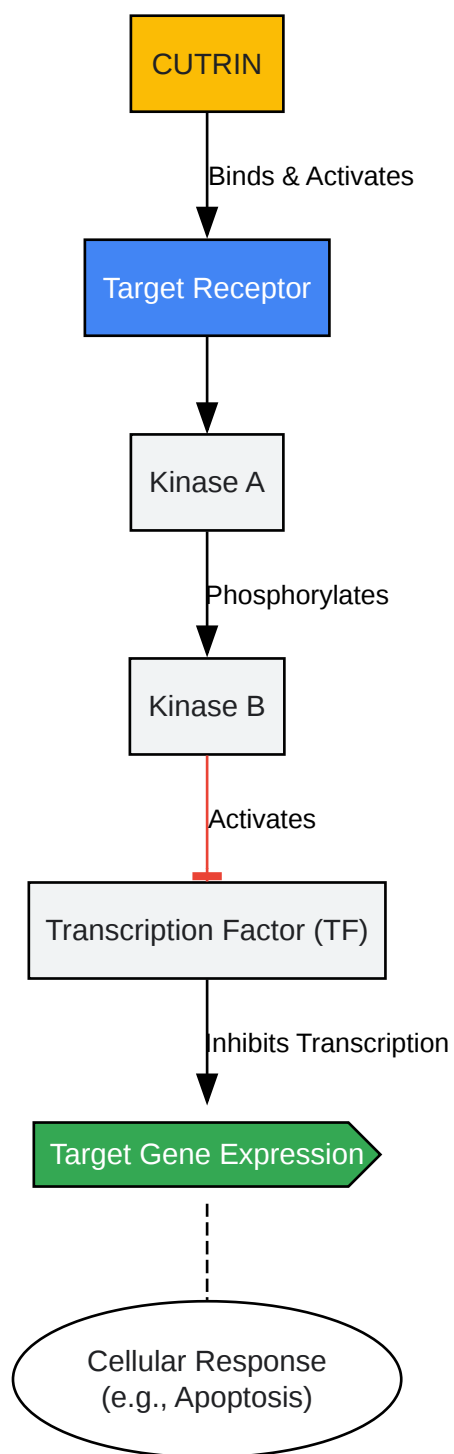 CUTRIN
Binds & Activates
Target Receptor
Kinase A
Phosphorylates
Kinase B
Activates
Transcription Factor (TF)
Inhibits Transcription
Target Gene Expression
Cellular Response
(e.g., Apoptosis)